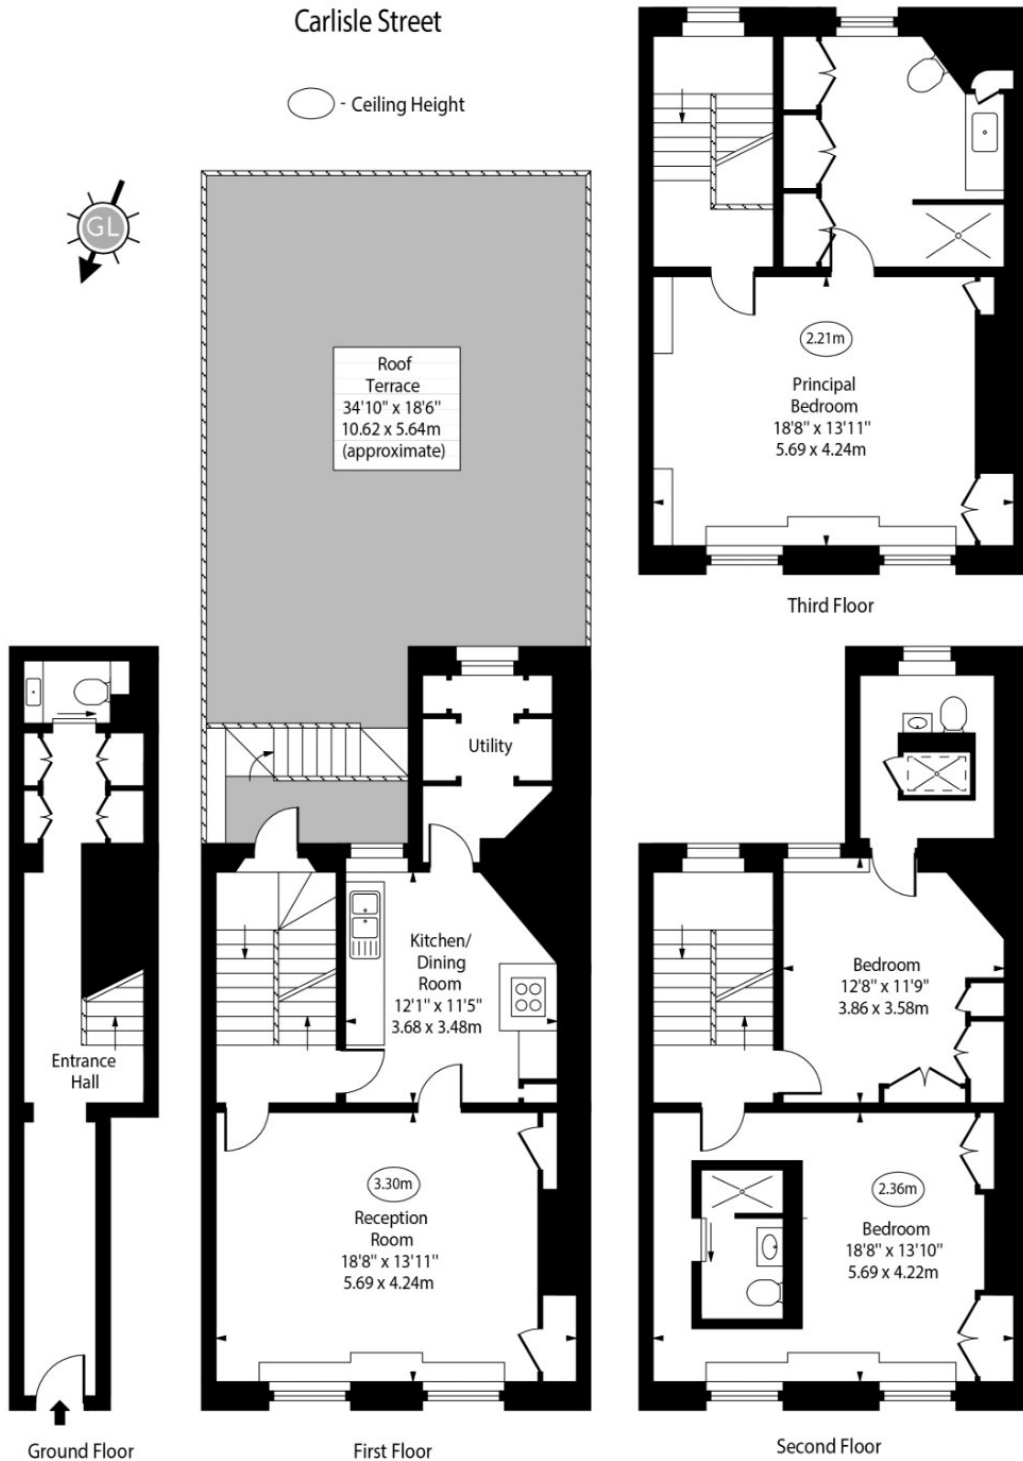 Carlisle Street
- Ceiling Height
GL
Roof
Terrace
34'10" x 18'6"
10.62 x 5.64m
(approximate)
2.21m
Principal
Bedroom
18'8" x 13'11"
5.69 x 4.24m
Third Floor
Utility
Kitchen/
Dining
Room
12'1" x 11'5"
3.68 x 3.48m
Entrance
Hall
3.30m
Reception
Room
18'8" x 13'11"
5.69 x 4.24m
Bedroom
12'8" x 11'9"
3.86 x 3.58m
2.36m
Bedroom
18'8" x 13'10"
5.69 x 4.22m
Ground Floor
First Floor
Second Floor